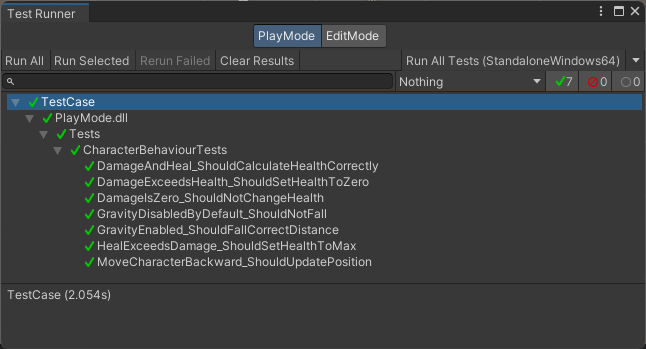 Test Runner
PlayMode EditMode
Run All Run Selected Rerun Failed Clear Results Run All Tests (StandaloneWindows64)
Nothing 7 0 0
TestCase
PlayMode.dll
Tests
CharacterBehaviourTests
DamageAndHeal_ShouldCalculateHealthCorrectly
DamageExceedsHealth_ShouldSetHealthToZero
DamageIsZero_ShouldNotChangeHealth
GravityDisabledByDefault_ShouldNotFall
GravityEnabled_ShouldFallCorrectDistance
HealExceedsDamage_ShouldSetHealthToMax
MoveCharacterBackward_ShouldUpdatePosition
TestCase (2.054s)